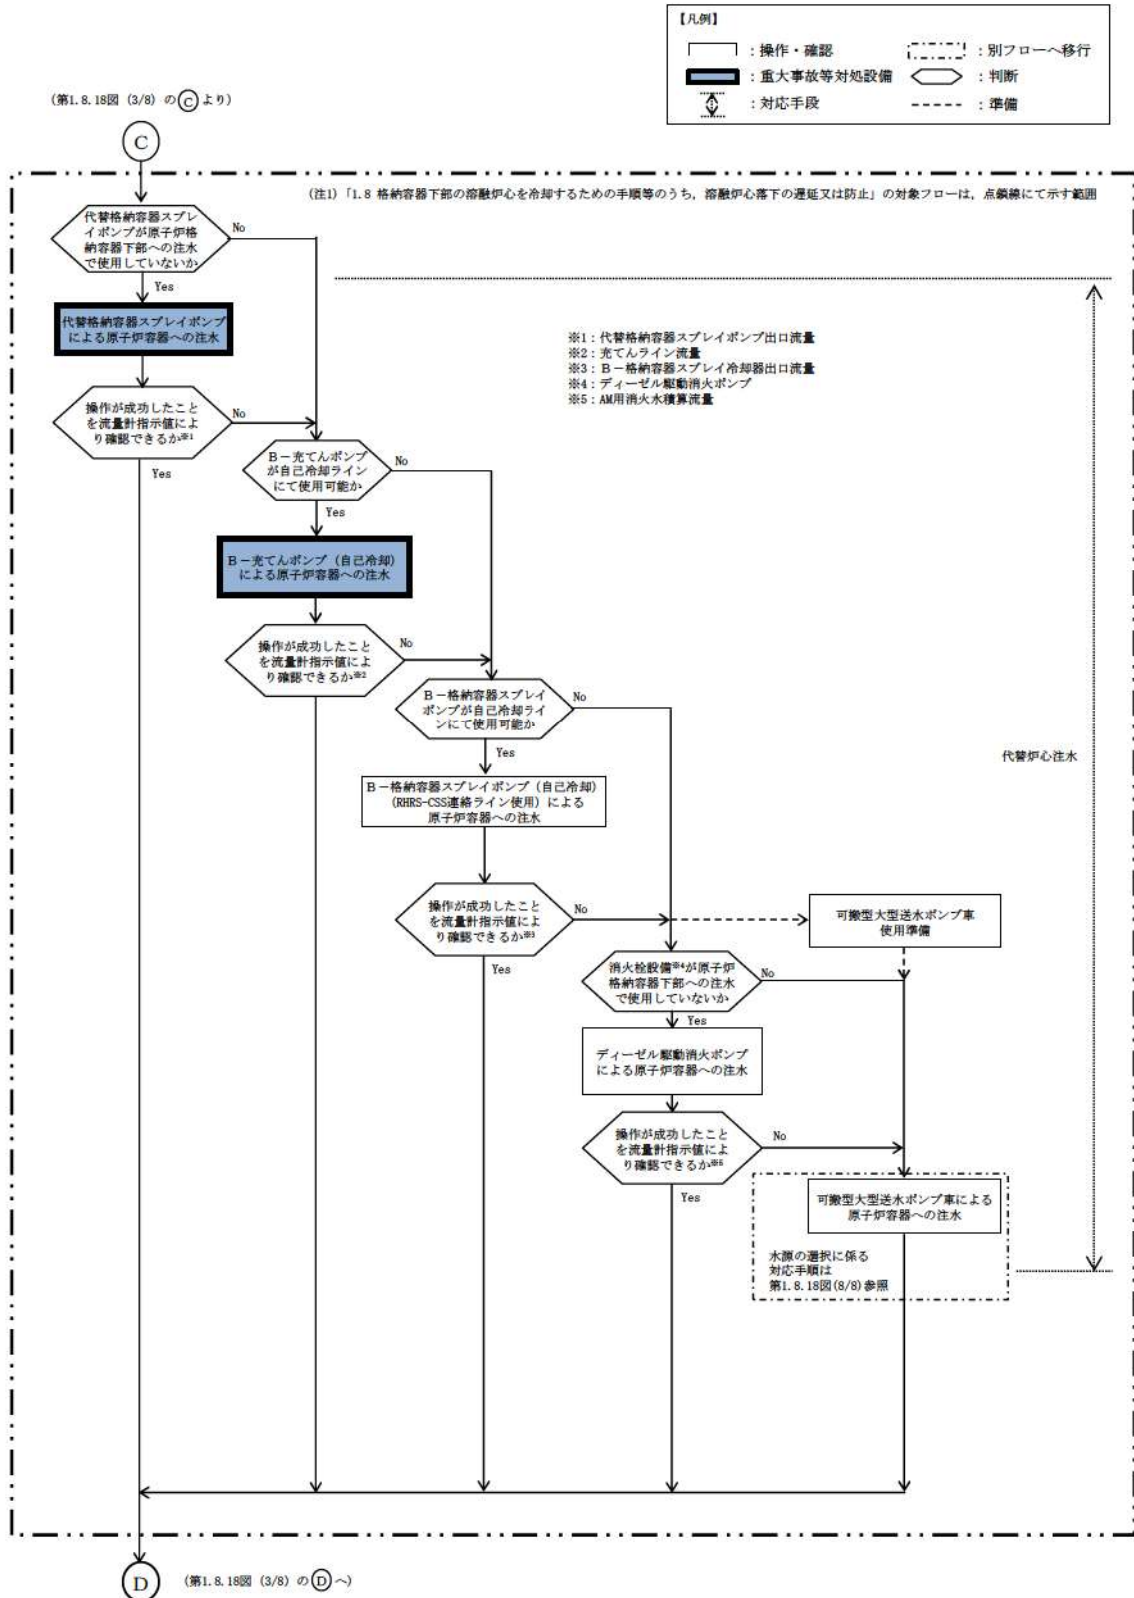 【凡例】
：操作・確認
：別フローへ移行
：重大事故等対処設備
：判断
：対応手段
：準備
(第1.8.18図 (3/8) の Ⓒ より)
C
(注1)「1.8 格納容器下部の溶融炉心を冷却するための手順等のうち，溶融炉心落下の遅延又は防止」の対象フローは，点鎖線にて示す範囲
代替格納容器スプレ
イポンプが原子炉格
納容器下部への注水
で使用していないか
No
Yes
代替格納容器スプレイポンプ
による原子炉容器への注水
※1：代替格納容器スプレイポンプ出口流量
※2：充てんライン流量
※3：Ｂ－格納容器スプレイ冷却器出口流量
※4：ディーゼル駆動消火ポンプ
※5：AM用消火水積算流量
操作が成功したこと
を流量計指示値によ
り確認できるか※1
No
Yes
Ｂ－充てんポンプ
が自己冷却ライン
にて使用可能か
No
Yes
Ｂ－充てんポンプ（自己冷却）
による原子炉容器への注水
操作が成功したこと
を流量計指示値によ
り確認できるか※2
No
Ｂ－格納容器スプレイ
ポンプが自己冷却ライ
ンにて使用可能か
No
Yes
代替炉心注水
Ｂ－格納容器スプレイポンプ（自己冷却）
（RHRS-CSS連絡ライン使用）による
原子炉容器への注水
操作が成功したこと
を流量計指示値によ
り確認できるか※3
No
Yes
可搬型大型送水ポンプ車
使用準備
消火栓設備※4が原子炉
格納容器下部への注水
で使用していないか
No
Yes
ディーゼル駆動消火ポンプ
による原子炉容器への注水
操作が成功したこと
を流量計指示値によ
り確認できるか※5
No
Yes
可搬型大型送水ポンプ車による
原子炉容器への注水
水源の選択に係る
対応手順は
第1.8.18図(8/8)参照
D
(第1.8.18図 (3/8) の Ⓓ へ)